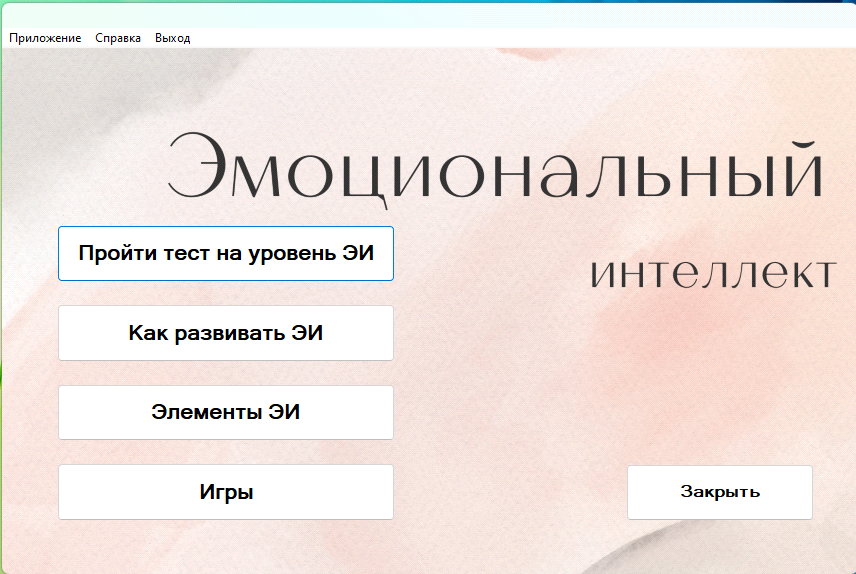 Приложение Справка Выход
Эмоциональный
интеллект
Пройти тест на уровень ЭИ
Как развивать ЭИ
Элементы ЭИ
Игры
Закрыть